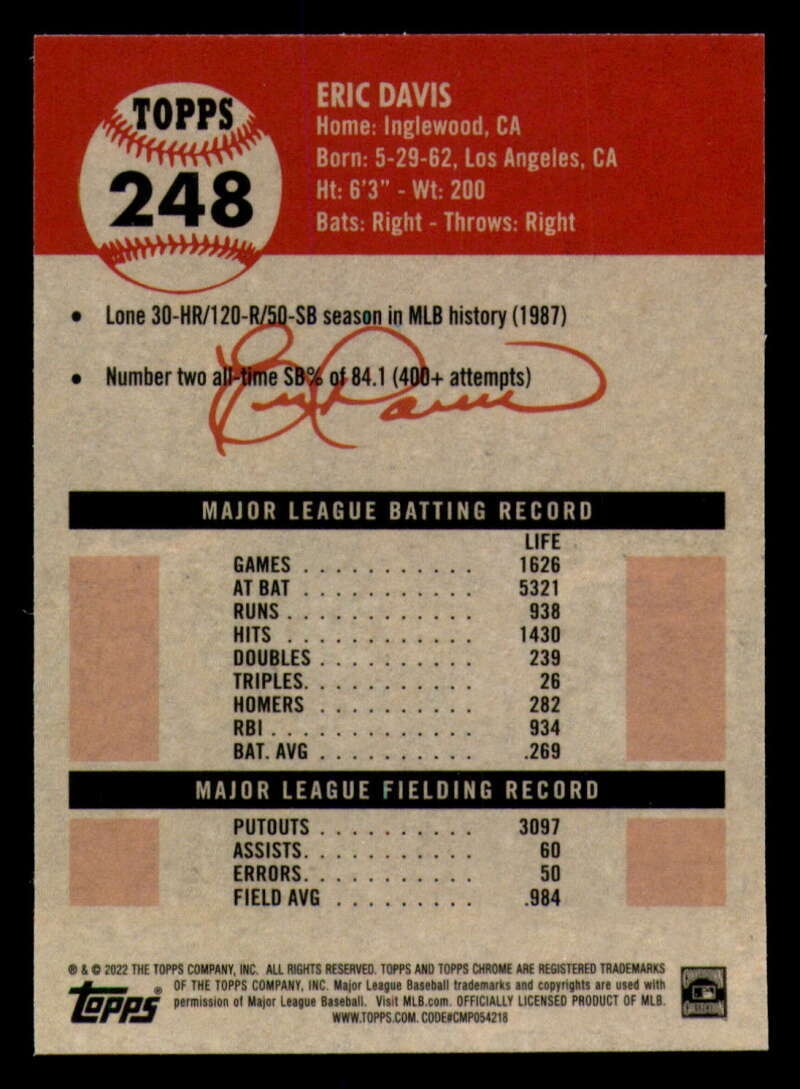 TOPPS
248
ERIC DAVIS
Home: Inglewood, CA
Born: 5-29-62, Los Angeles, CA
Ht: 6'3" - Wt: 200
Bats: Right - Throws: Right
• Lone 30-HR/120-R/50-SB season in MLB history (1987)
• Number two all-time SB% of 84.1 (400+ attempts)
Eric Davis
MAJOR LEAGUE BATTING RECORD
LIFE
GAMES . . . . . . . . . . . 1626
AT BAT . . . . . . . . . . . 5321
RUNS . . . . . . . . . . . . 938
HITS . . . . . . . . . . . . 1430
DOUBLES . . . . . . . . . . 239
TRIPLES. . . . . . . . . . . 26
HOMERS . . . . . . . . . . 282
RBI . . . . . . . . . . . . . 934
BAT. AVG . . . . . . . . . . .269
MAJOR LEAGUE FIELDING RECORD
PUTOUTS . . . . . . . . . . 3097
ASSISTS. . . . . . . . . . . 60
ERRORS. . . . . . . . . . . 50
FIELD AVG . . . . . . . . . .984
® & © 2022 THE TOPPS COMPANY, INC. ALL RIGHTS RESERVED. TOPPS AND TOPPS CHROME ARE REGISTERED TRADEMARKS
OF THE TOPPS COMPANY, INC. Major League Baseball trademarks and copyrights are used with
permission of Major League Baseball. Visit MLB.com. OFFICIALLY LICENSED PRODUCT OF MLB.
WWW.TOPPS.COM. CODE#CMP054218
Topps®
COOPERSTOWN
COLLECTION